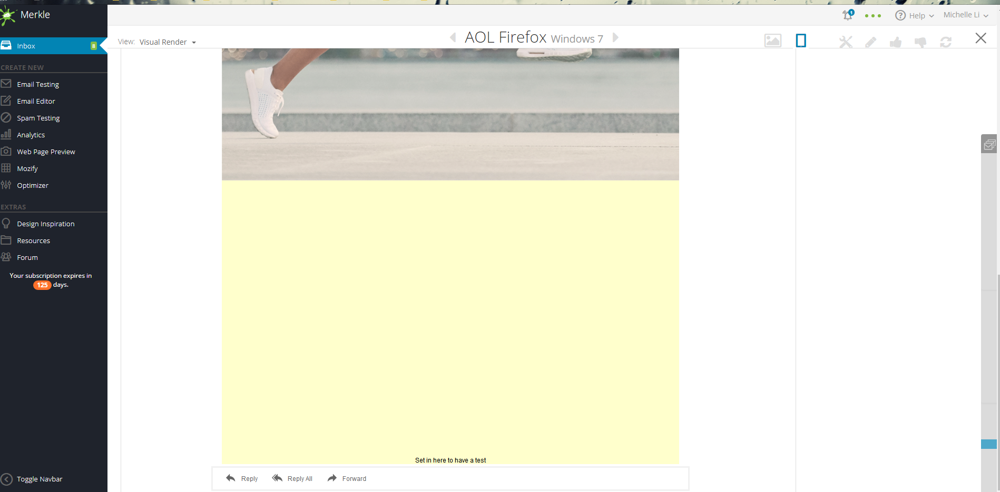 Merkle
1
Help
Michelle Li
Inbox
8
View: Visual Render
AOL Firefox Windows 7
CREATE NEW
Email Testing
Email Editor
Spam Testing
Analytics
Web Page Preview
Mozify
Optimizer
EXTRAS
Design Inspiration
Resources
Forum
Your subscription expires in
125 days.
Toggle Navbar
Set in here to have a test
Reply
Reply All
Forward